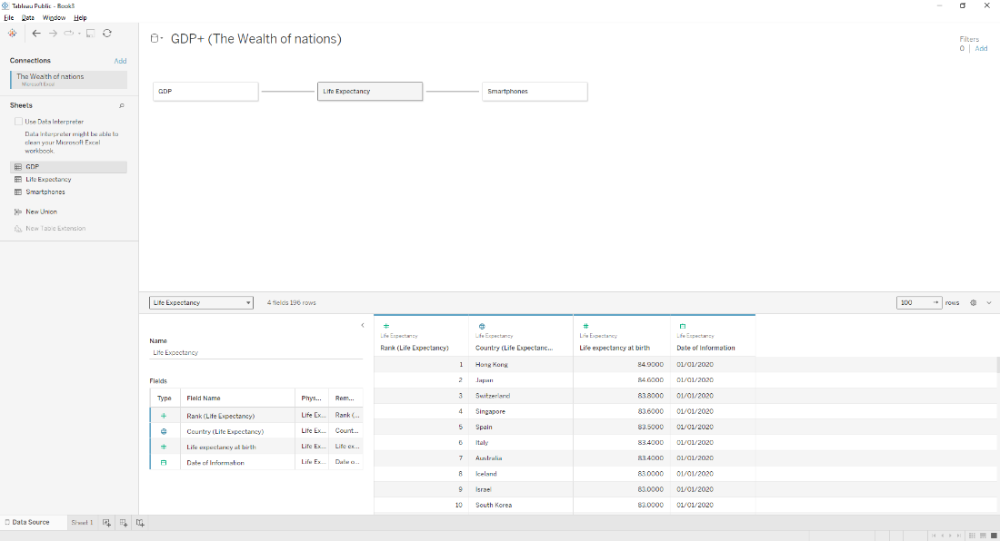 Tableau Public - Book3
File Data Window Help
GDP+ (The Wealth of nations)
Filters
0 Add
Connections Add
The Wealth of nations
Microsoft Excel
Sheets
Use Data Interpreter
Data Interpreter might be able to
clean your Microsoft Excel
workbook.
GDP
Life Expectancy
Smartphones
New Union
New Table Extension
GDP Life Expectancy Smartphones
Life Expectancy 4 fields 196 rows 100 rows
Name
Life Expectancy
Fields
Type Field Name Phys... Rem...
Rank (Life Expectancy) Life Ex... Rank (...
Country (Life Expectancy) Life Ex... Count...
Life expectancy at birth Life Ex... Life ex...
Date of Information Life Ex... Date o...
Life Expectancy Life Expectancy Life Expectancy Life Expectancy
Rank (Life Expectancy) Country (Life Expectanc... Life expectancy at birth Date of Information
1 Hong Kong 84.9000 01/01/2020
2 Japan 84.6000 01/01/2020
3 Switzerland 83.8000 01/01/2020
4 Singapore 83.6000 01/01/2020
5 Spain 83.5000 01/01/2020
6 Italy 83.4000 01/01/2020
7 Australia 83.4000 01/01/2020
8 Iceland 83.0000 01/01/2020
9 Israel 83.0000 01/01/2020
10 South Korea 83.0000 01/01/2020
Data Source Sheet 1